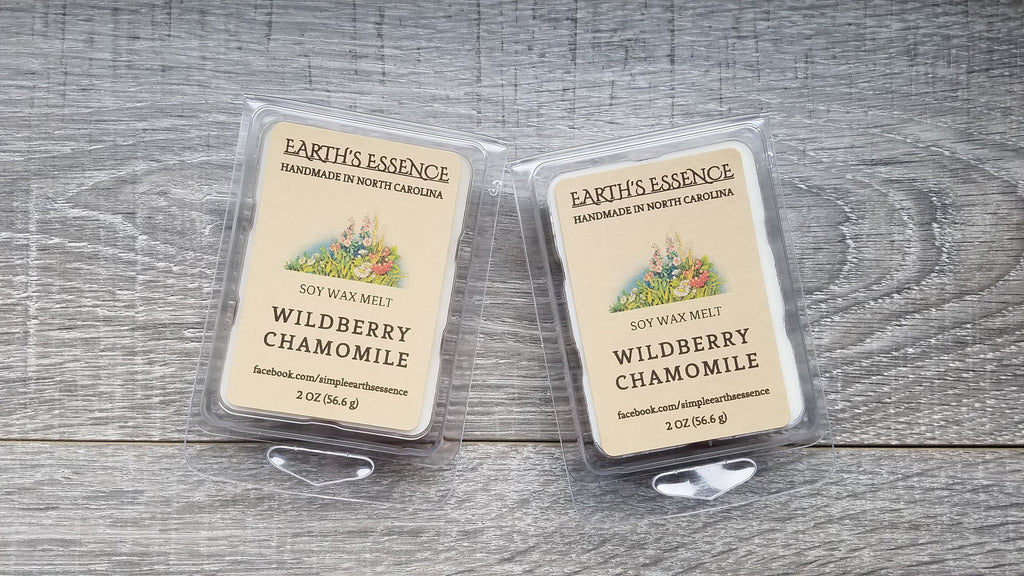 EARTH'S ESSENCE
HANDMADE IN NORTH CAROLINA
SOY WAX MELT
WILDBERRY
CHAMOMILE
facebook.com/simpleearthsessence
2 OZ (56.6 g)
EARTH'S ESSENCE
HANDMADE IN NORTH CAROLINA
SOY WAX MELT
WILDBERRY
CHAMOMILE
facebook.com/simpleearthsessence
2 OZ (56.6 g)